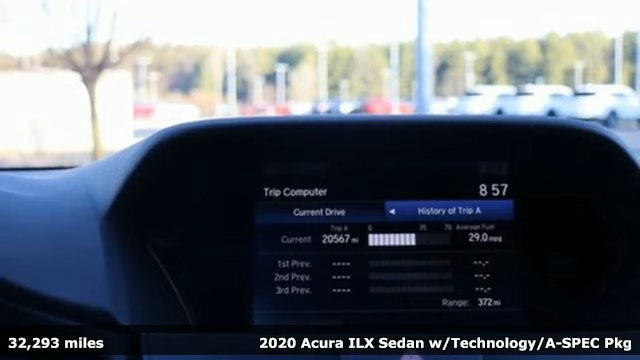 Trip Computer 8 57
Current Drive ◄ History of Trip A
Trip A 0 35 70 Average Fuel
Current 20567 mi 29.0 mpg
1st Prev. ---- --.-
2nd Prev. ---- --.-
3rd Prev. ---- --.-
Range: 372 mi
32,293 miles 2020 Acura ILX Sedan w/Technology/A-SPEC Pkg